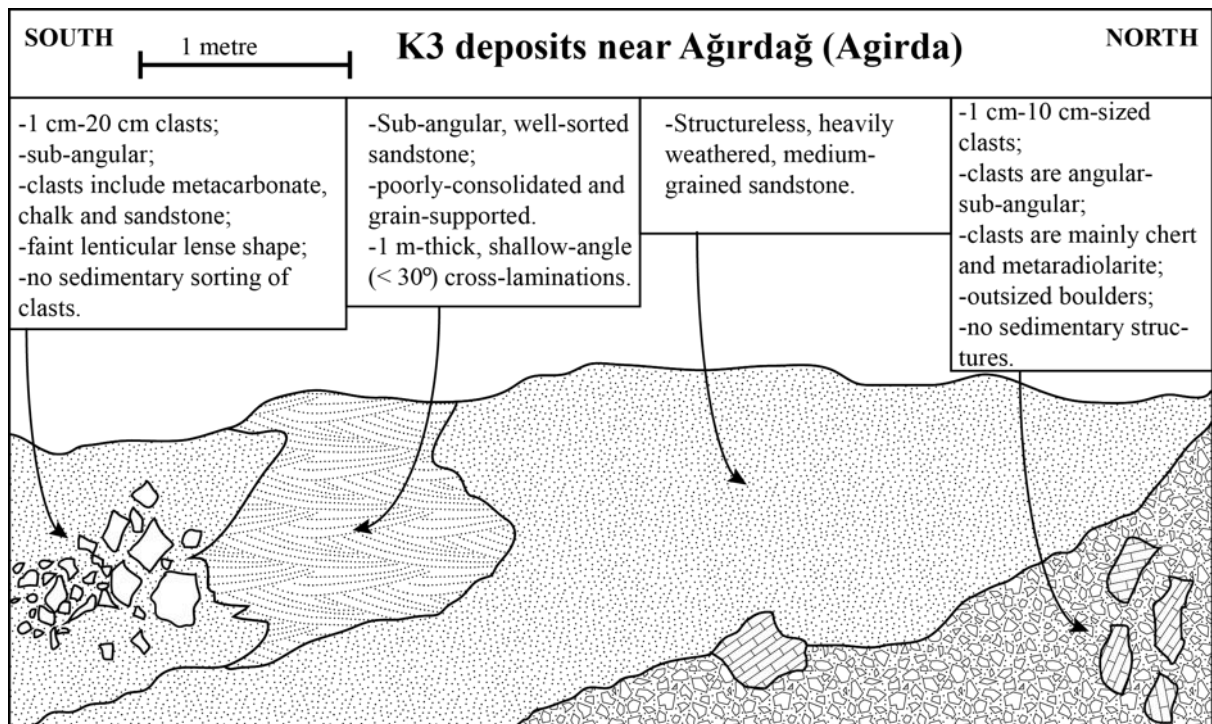 SOUTH
1 metre
K3 deposits near Ağırdağ (Agirda)
NORTH
-1 cm-20 cm clasts;
-sub-angular;
-clasts include metacarbonate,
chalk and sandstone;
-faint lenticular lense shape;
-no sedimentary sorting of
clasts.
-Sub-angular, well-sorted
sandstone;
-poorly-consolidated and
grain-supported.
-1 m-thick, shallow-angle
(< 30º) cross-laminations.
-Structureless, heavily
weathered, medium-
grained sandstone.
-1 cm-10 cm-sized
clasts;
-clasts are angular-
sub-angular;
-clasts are mainly chert
and metaradiolarite;
-outsized boulders;
-no sedimentary struc-
tures.